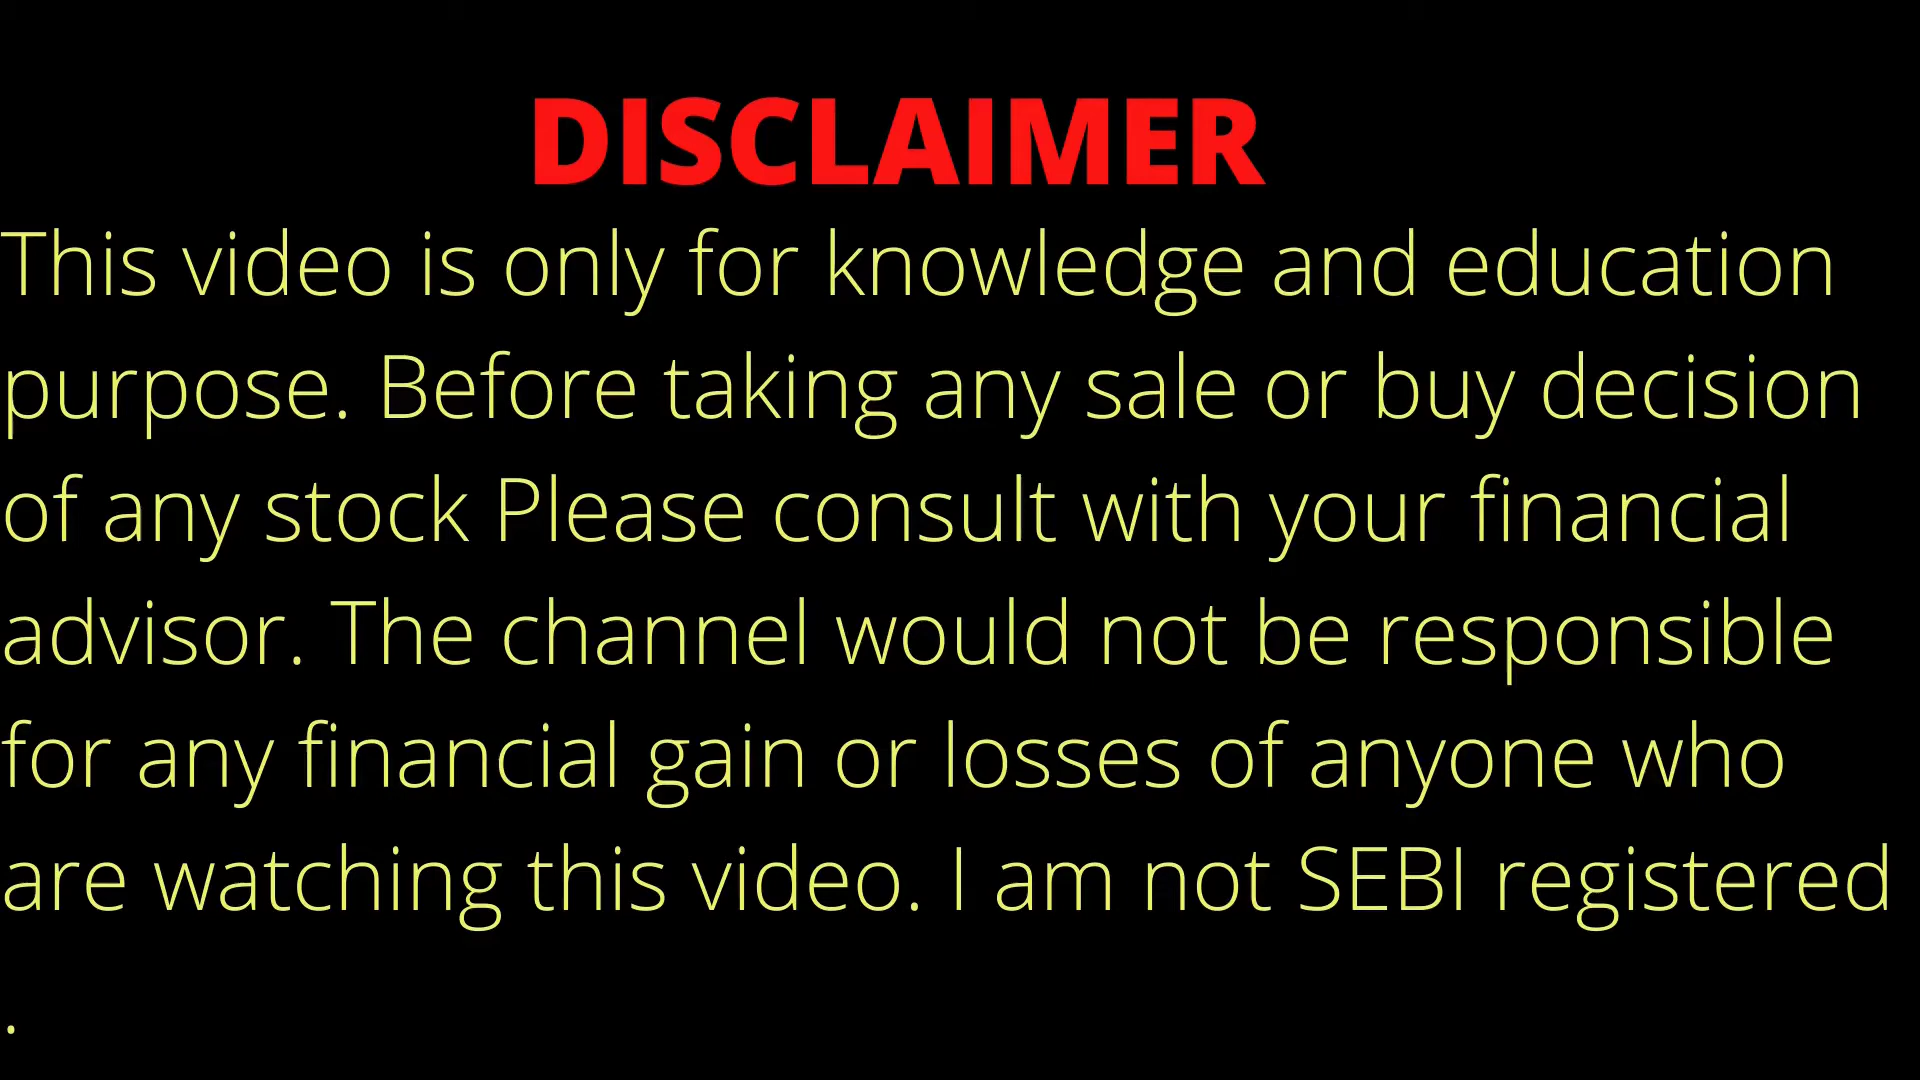 DISCLAIMER
This video is only for knowledge and education
purpose. Before taking any sale or buy decision
of any stock Please consult with your financial
advisor. The channel would not be responsible
for any financial gain or losses of anyone who
are watching this video. I am not SEBI registered
.